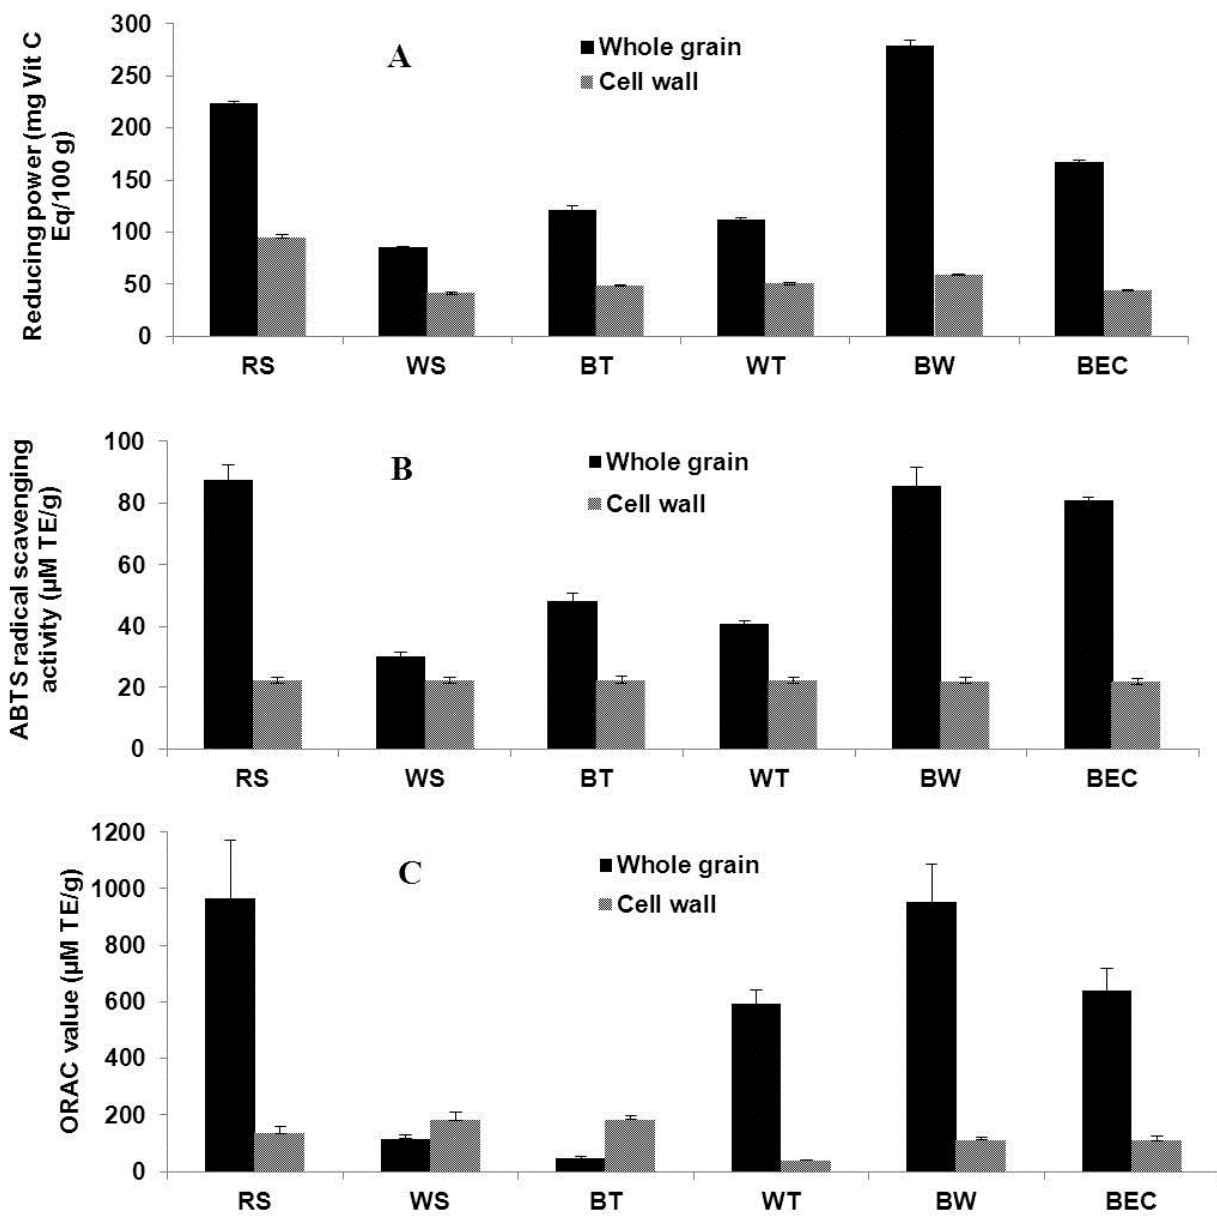 Reducing power (mg Vit C
Eq/100 g)
300
250
200
150
100
50
0
A
Whole grain
Cell wall
RS WS BT WT BW BEC
ABTS radical scavenging
activity (µM TE/g)
100
80
60
40
20
0
B
Whole grain
Cell wall
RS WS BT WT BW BEC
ORAC value (µM TE/g)
1200
1000
800
600
400
200
0
C
Whole grain
Cell wall
RS WS BT WT BW BEC